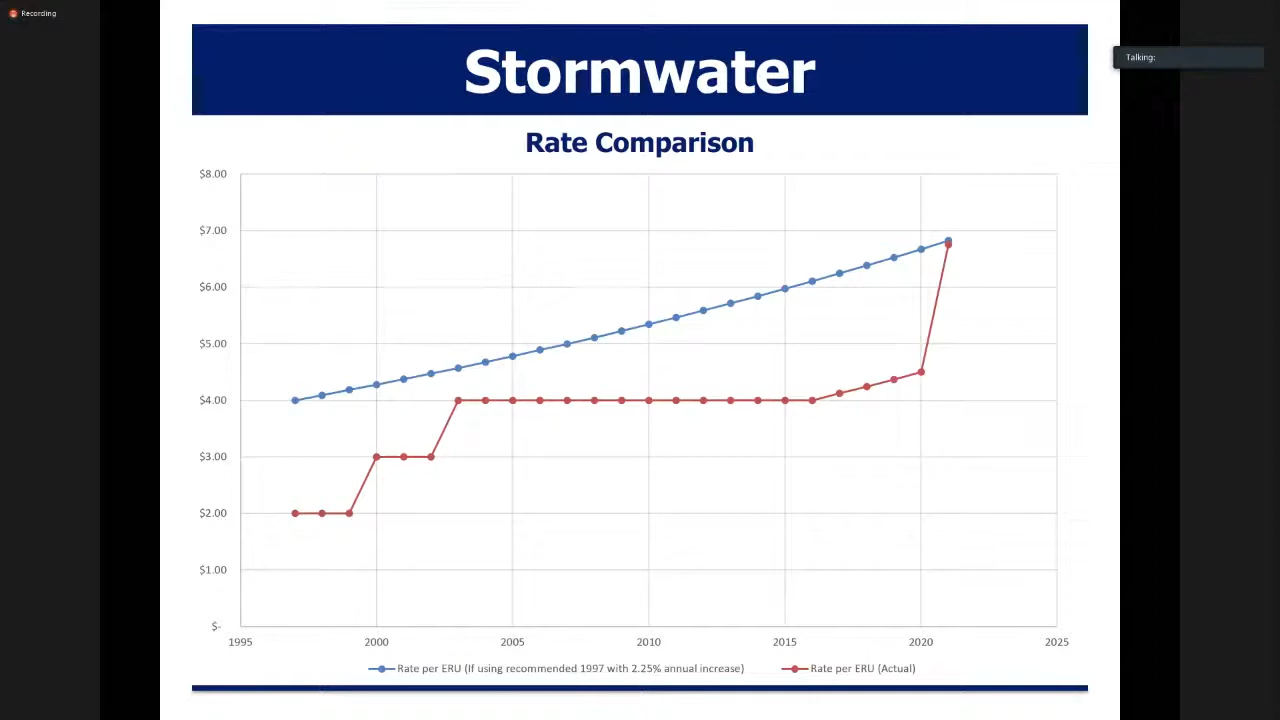 Recording
Talking:
Stormwater
Rate Comparison
$8.00
$7.00
$6.00
$5.00
$4.00
$3.00
$2.00
$1.00
$-
1995 2000 2005 2010 2015 2020 2025
Rate per ERU (If using recommended 1997 with 2.25% annual increase) Rate per ERU (Actual)